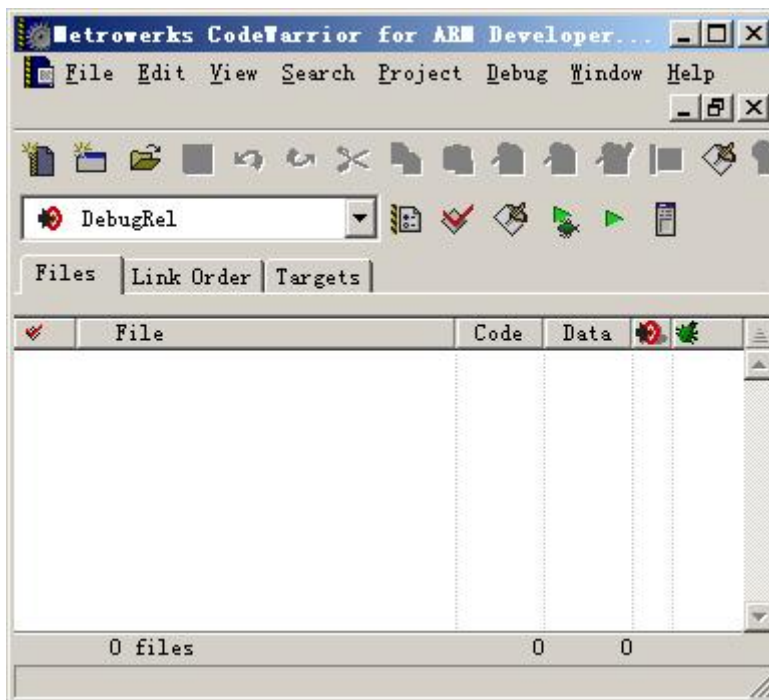 Metrowerks CodeWarrior for ARM Developer...
File Edit View Search Project Debug Window Help
DebugRel
Files Link Order Targets
File Code Data
0 files 0 0